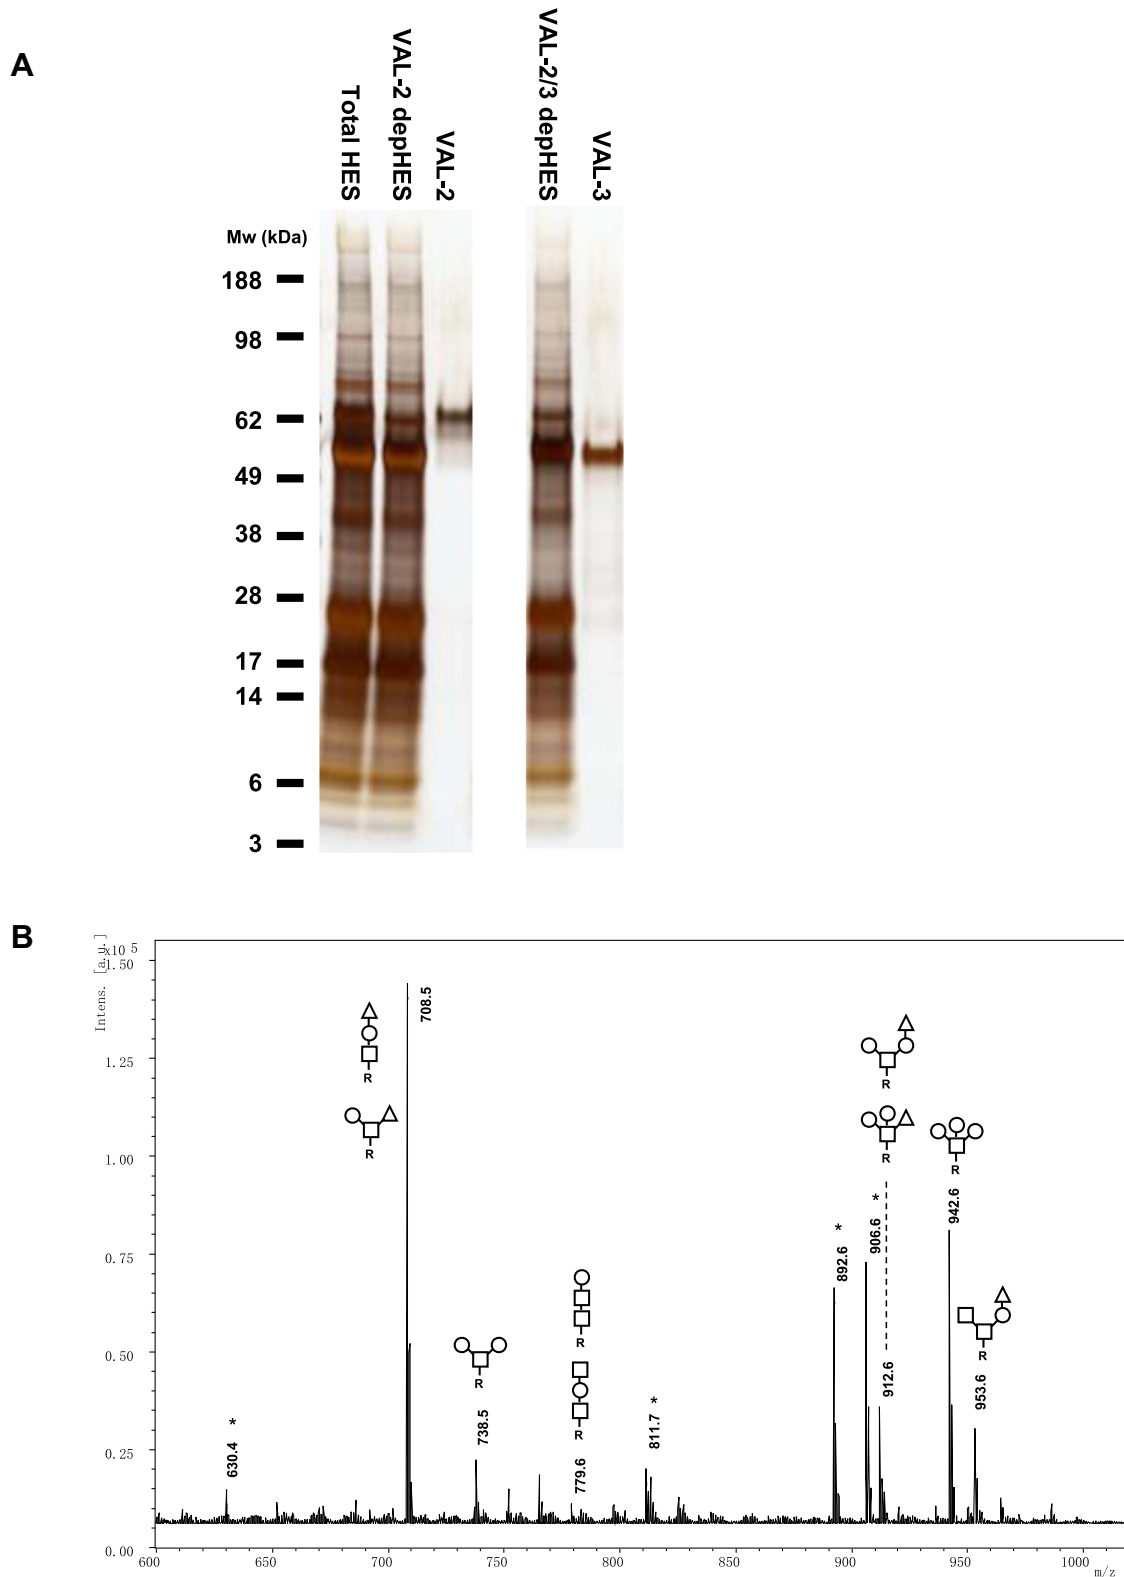 A
Total HES
VAL-2 depHES
VAL-2
VAL-2/3 depHES
VAL-3
Mw (kDa)
188
98
62
49
38
28
17
14
6
3
B
Intens. [a.u.]
x10 5
1.50
1.25
1.00
0.75
0.50
0.25
0.00
R
R
708.5
630.4 *
R
738.5
R
R
779.6
811.7 *
892.6 *
906.6 *
R
R
912.6
R
942.6
R
953.6
600
650
700
750
800
850
900
950
1000
m/z